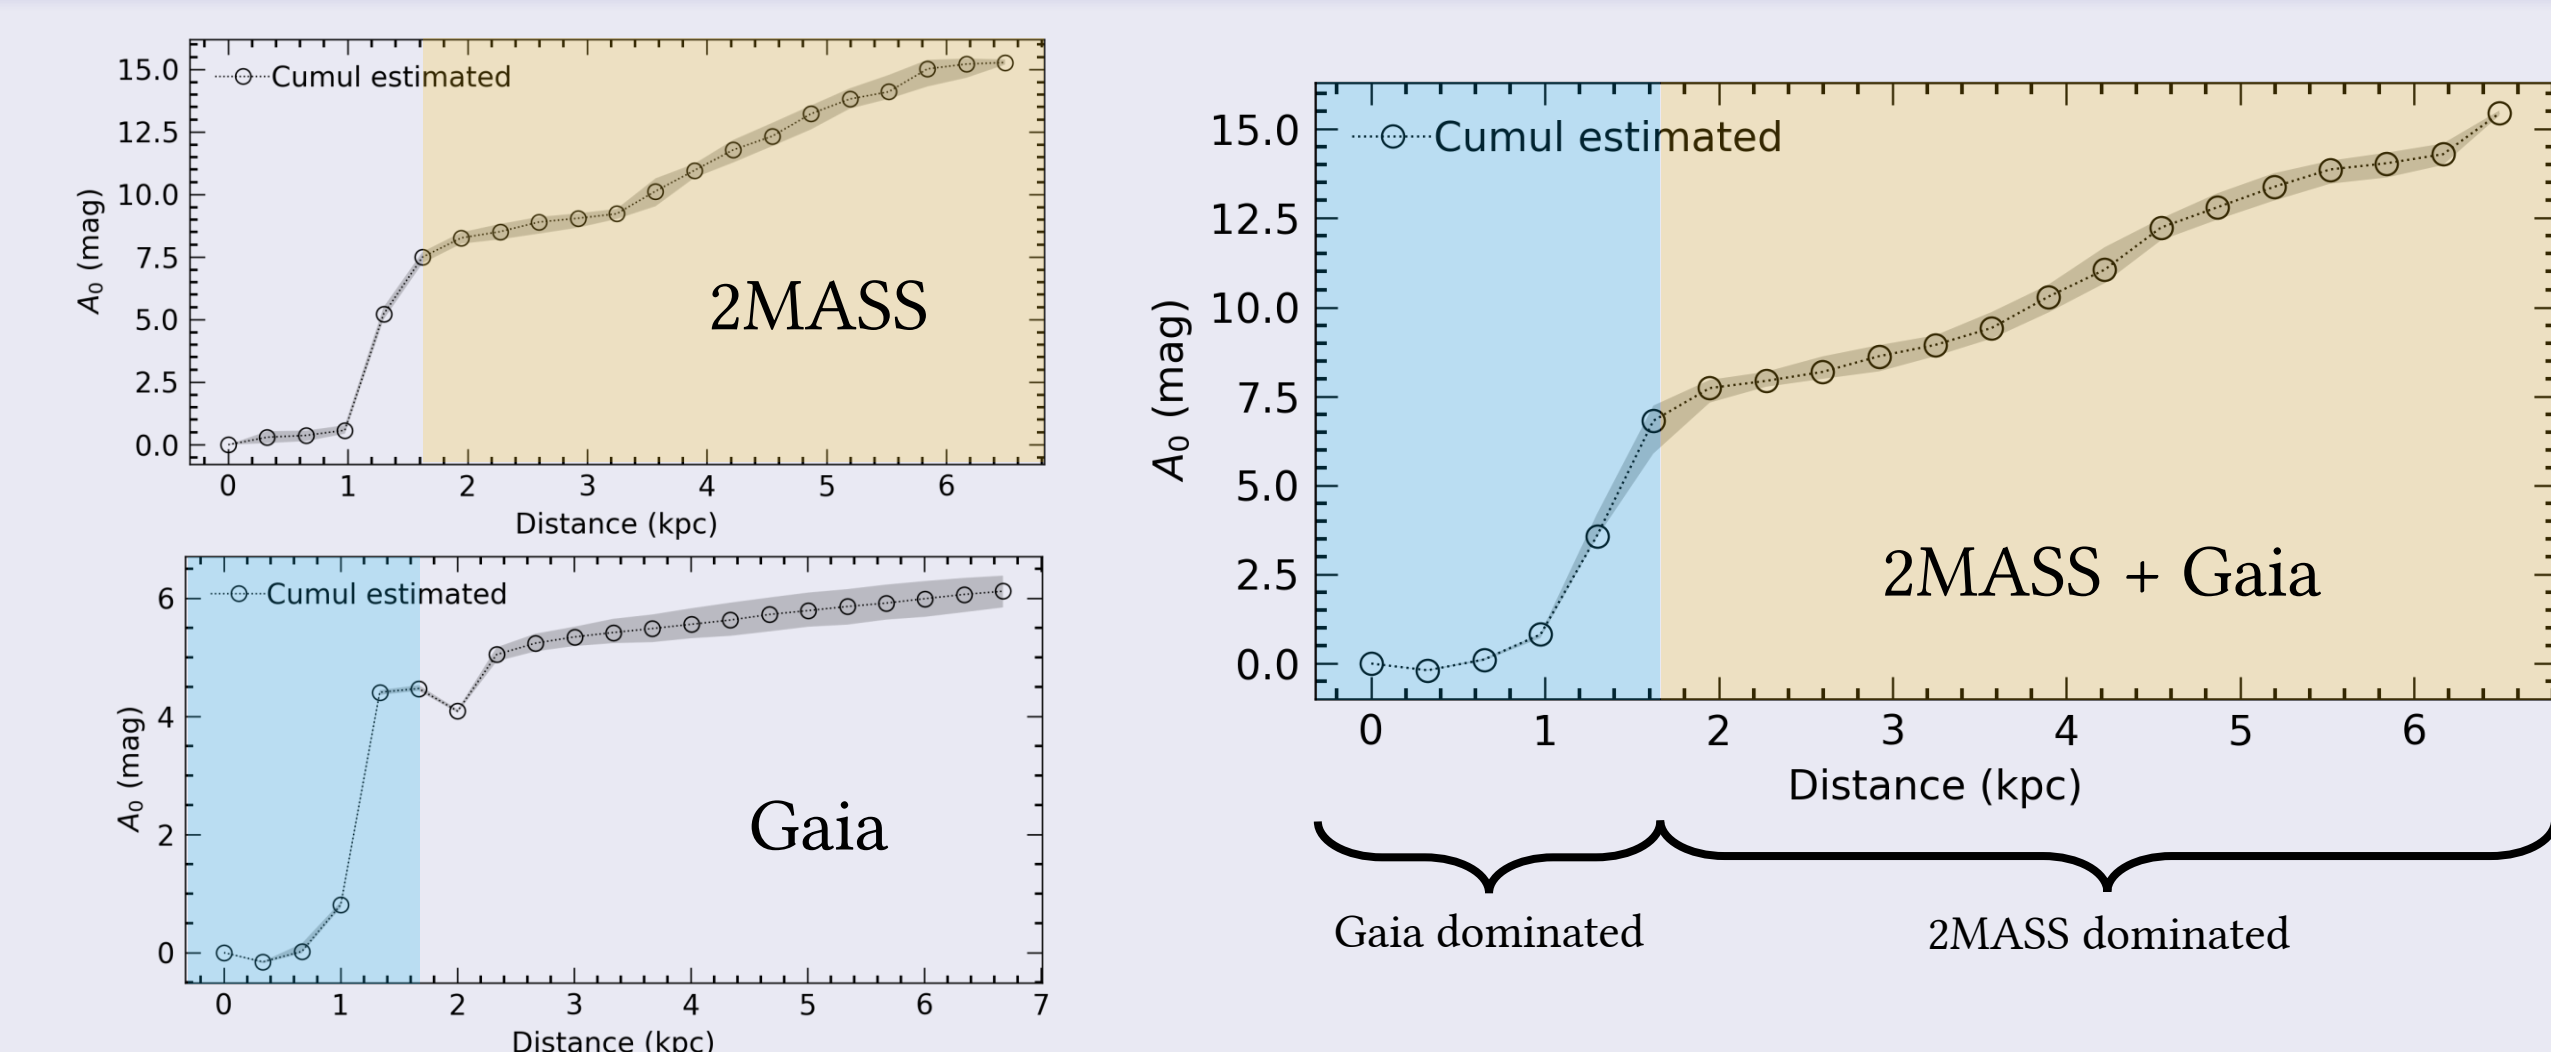 15.0
12.5
10.0
7.5
5.0
2.5
0.0
A0 (mag)
Cumul estimated
2MASS
0 1 2 3 4 5 6
Distance (kpc)
6
4
2
0
A0 (mag)
Cumul estimated
Gaia
0 1 2 3 4 5 6 7
Distance (kpc)
15.0
12.5
10.0
7.5
5.0
2.5
0.0
A0 (mag)
Cumul estimated
2MASS + Gaia
0 1 2 3 4 5 6
Distance (kpc)
Gaia dominated
2MASS dominated